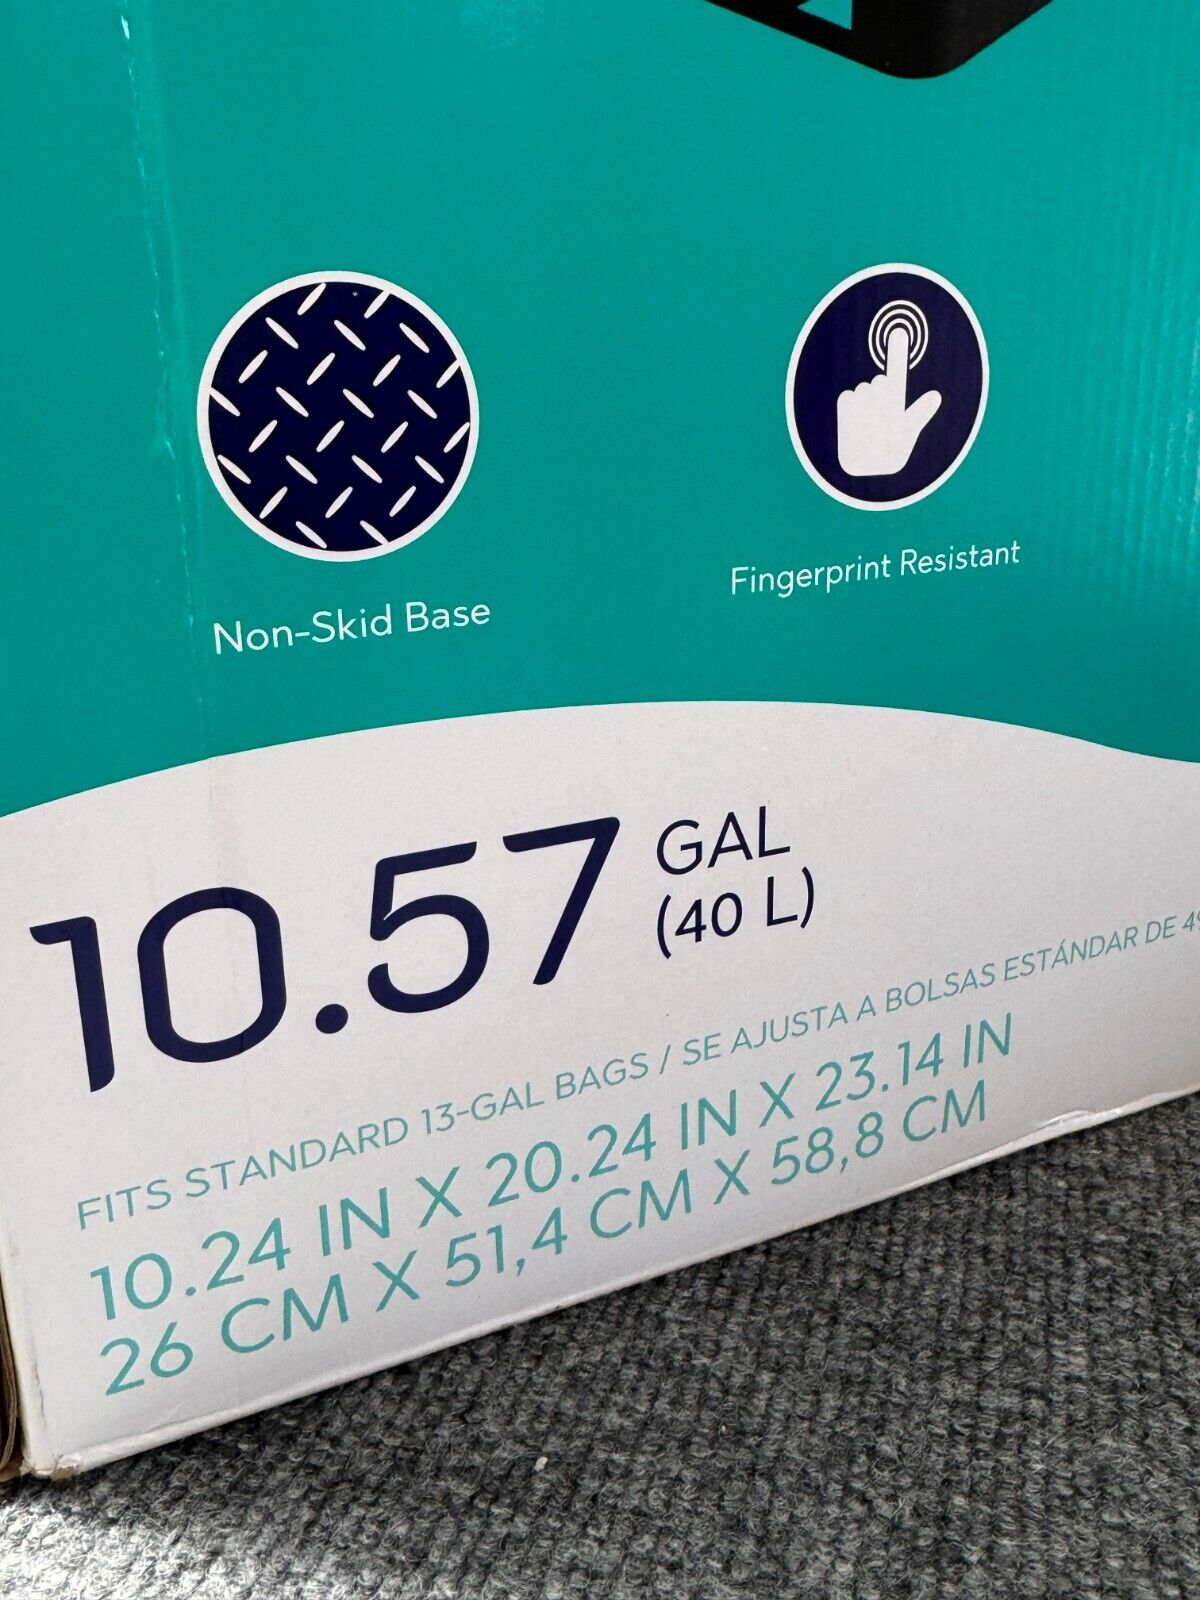 Non-Skid Base
Fingerprint Resistant
10.57 GAL
(40 L)
FITS STANDARD 13-GAL BAGS / SE AJUSTA A BOLSAS ESTÁNDAR DE
10.24 IN X 20.24 IN X 23.14 IN
26 CM X 51,4 CM X 58,8 CM